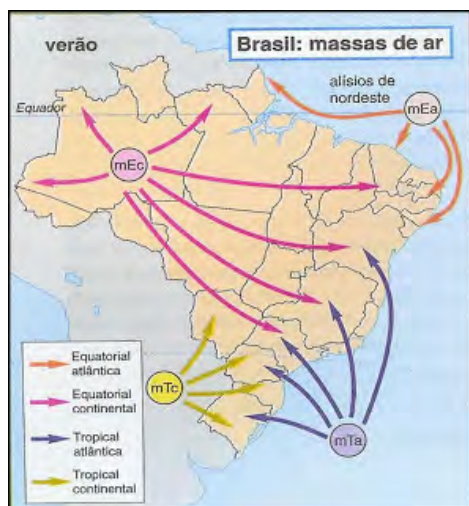 verão
Brasil: massas de ar
alísios de
nordeste
Equador
mEa
mEc
mTc
mTa
Equatorial
atlântica
Equatorial
continental
Tropical
atlântica
Tropical
continental